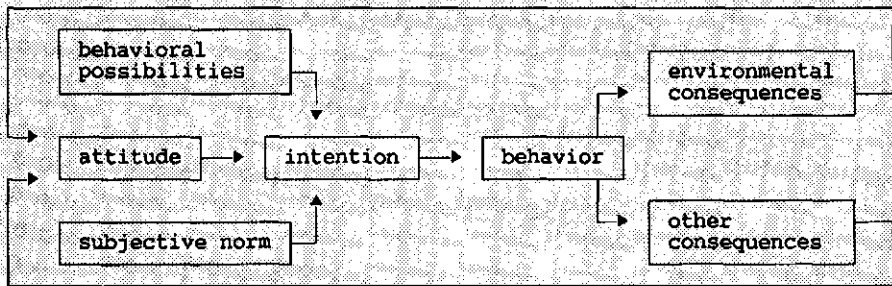 behavioral
possibilities
environmental
consequences
attitude
intention
behavior
subjective norm
other
consequences